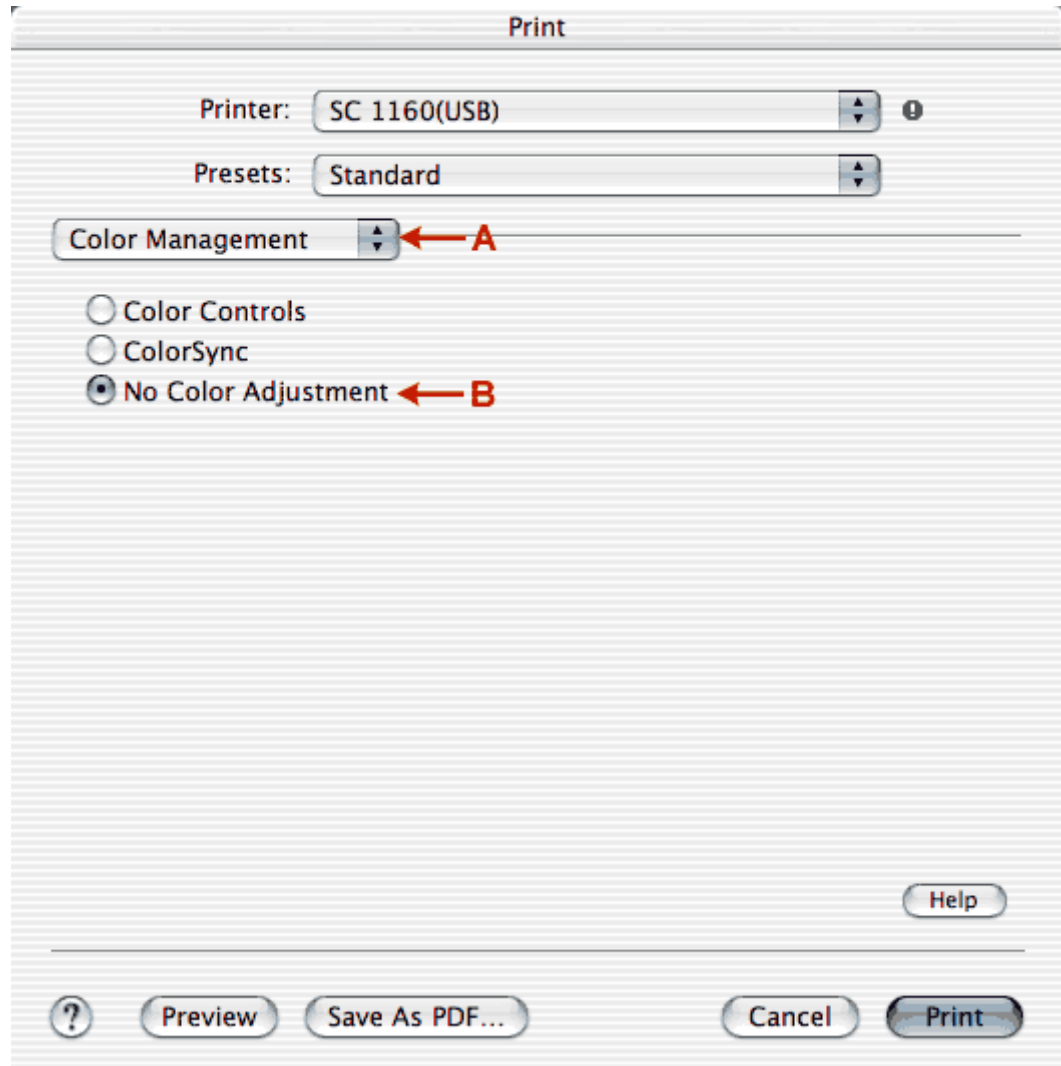 Print
Printer: SC 1160(USB)
Presets: Standard
Color Management A
Color Controls
ColorSync
No Color Adjustment B
Help
? Preview Save As PDF... Cancel Print